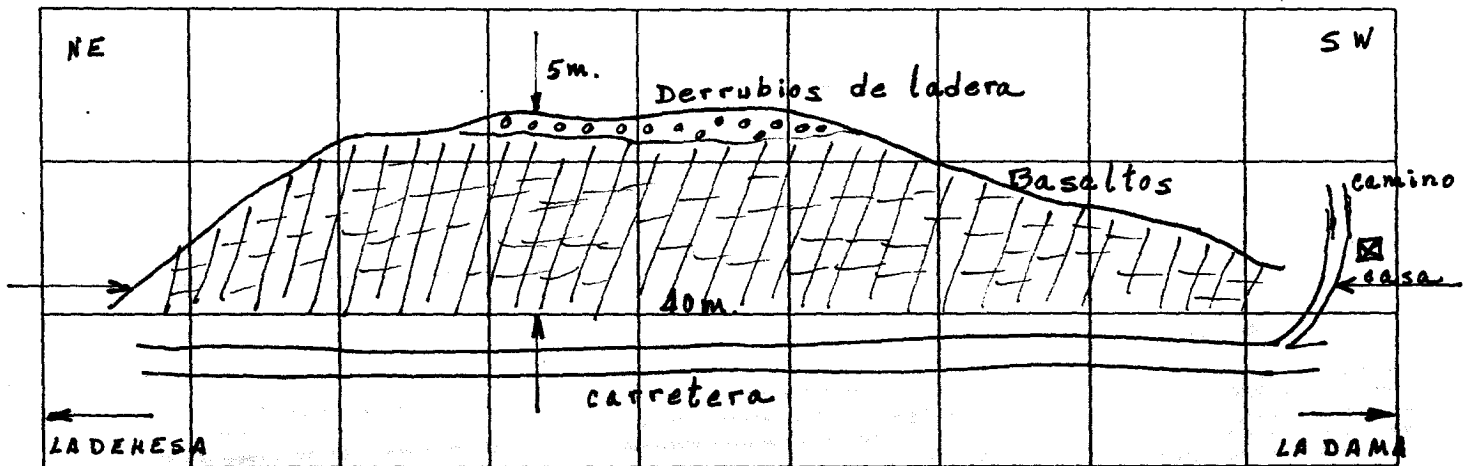 NE
SW
5m.
Derrubios de ladera
Basaltos
camino
casa
40m.
carretera
LA DEHESA
LA DAMA